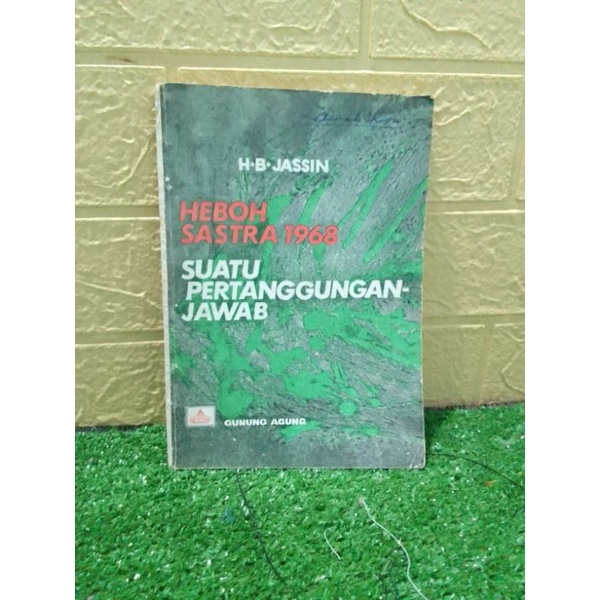 H·B·JASSIN
HEBOH
SASTRA 1968
SUATU
PERTANGGUNGAN-
JAWAB
GUNUNG AGUNG